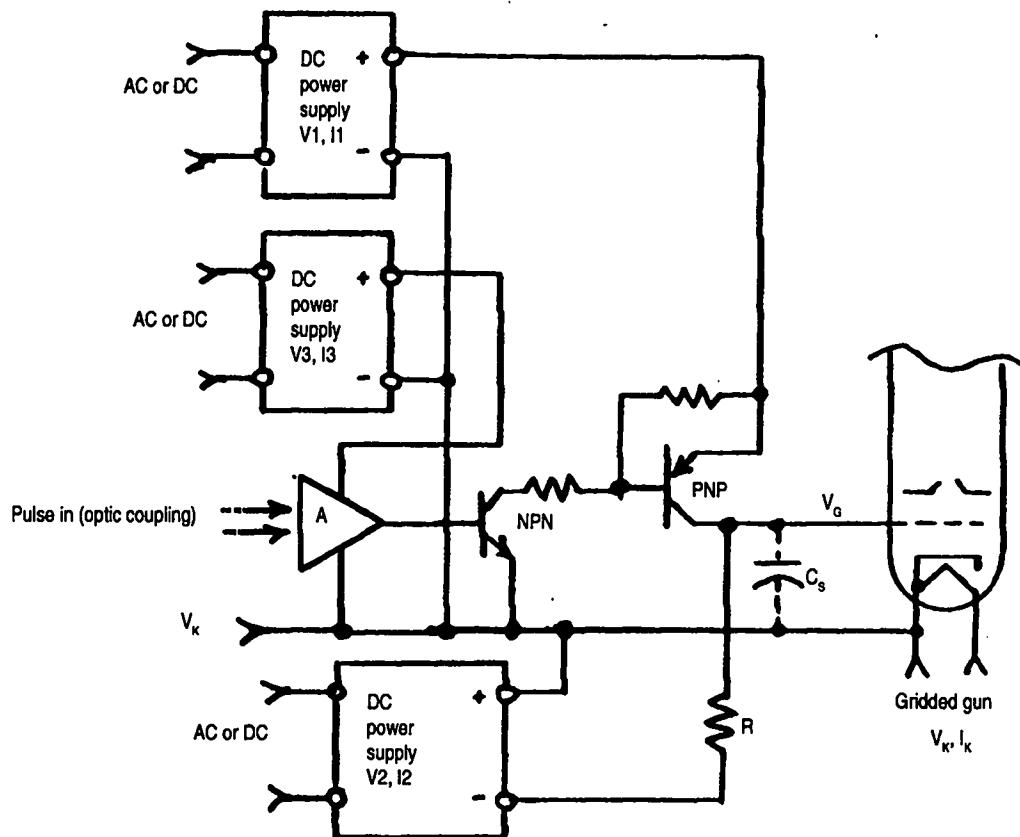 DC
power
supply
V1, I1
+
-
AC or DC
DC
power
supply
V3, I3
+
-
AC or DC
Pulse in (optic coupling)
A
NPN
PNP
V_G
C_S
V_K
DC
power
supply
V2, I2
+
-
AC or DC
R
Gridded gun
V_K, I_K